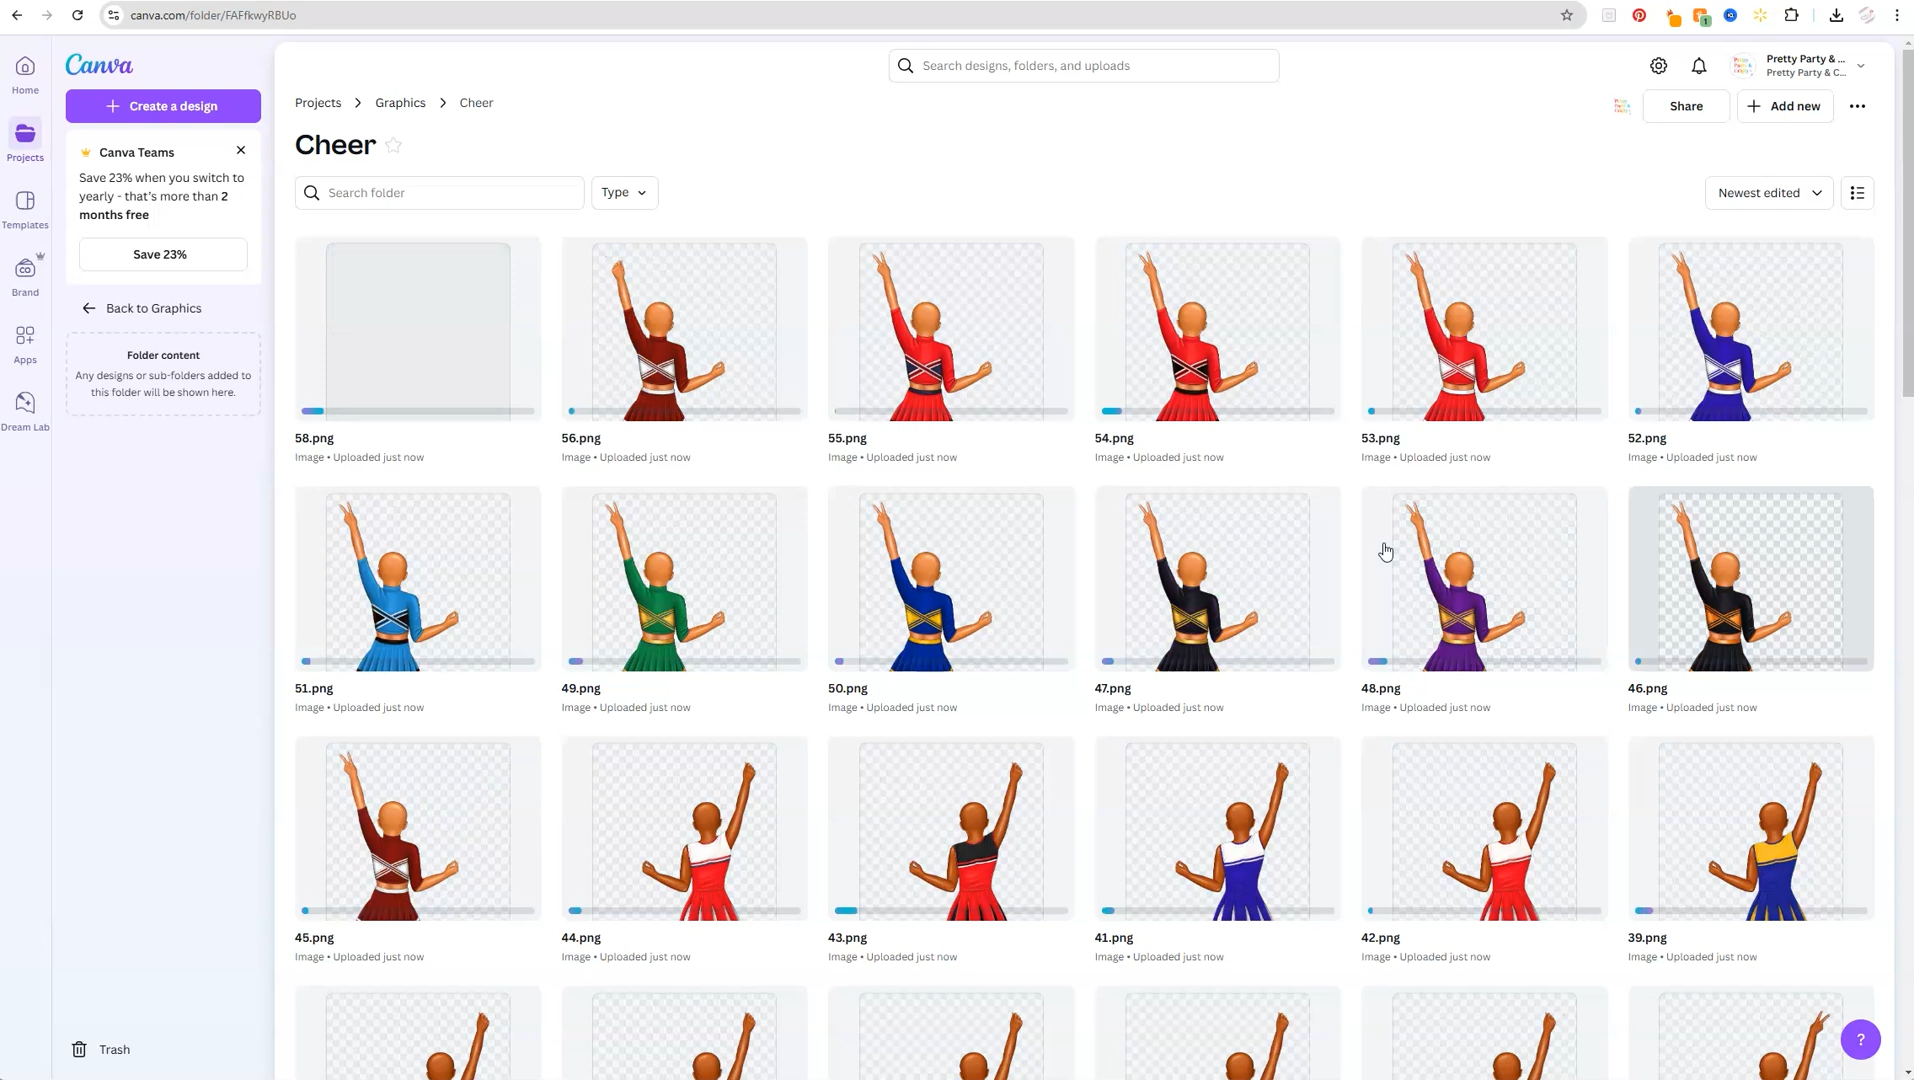 canva.com/folder/FAFfkwyRBUo
1
Canva
Search designs, folders, and uploads
Pretty Party & ...
Pretty Party & C...
Home
Create a design
Projects
Graphics
Cheer
Share
Add new
Projects
Canva Teams
Save 23% when you switch to
yearly - that's more than 2
months free
Save 23%
Cheer
Search folder
Type
Newest edited
Templates
Brand
Back to Graphics
Apps
Folder content
Any designs or sub-folders added to
this folder will be shown here.
Dream Lab
58.png
Image • Uploaded just now
56.png
Image • Uploaded just now
55.png
Image • Uploaded just now
54.png
Image • Uploaded just now
53.png
Image • Uploaded just now
52.png
Image • Uploaded just now
51.png
Image • Uploaded just now
49.png
Image • Uploaded just now
50.png
Image • Uploaded just now
47.png
Image • Uploaded just now
48.png
Image • Uploaded just now
46.png
Image • Uploaded just now
45.png
Image • Uploaded just now
44.png
Image • Uploaded just now
43.png
Image • Uploaded just now
41.png
Image • Uploaded just now
42.png
Image • Uploaded just now
39.png
Image • Uploaded just now
Trash
?